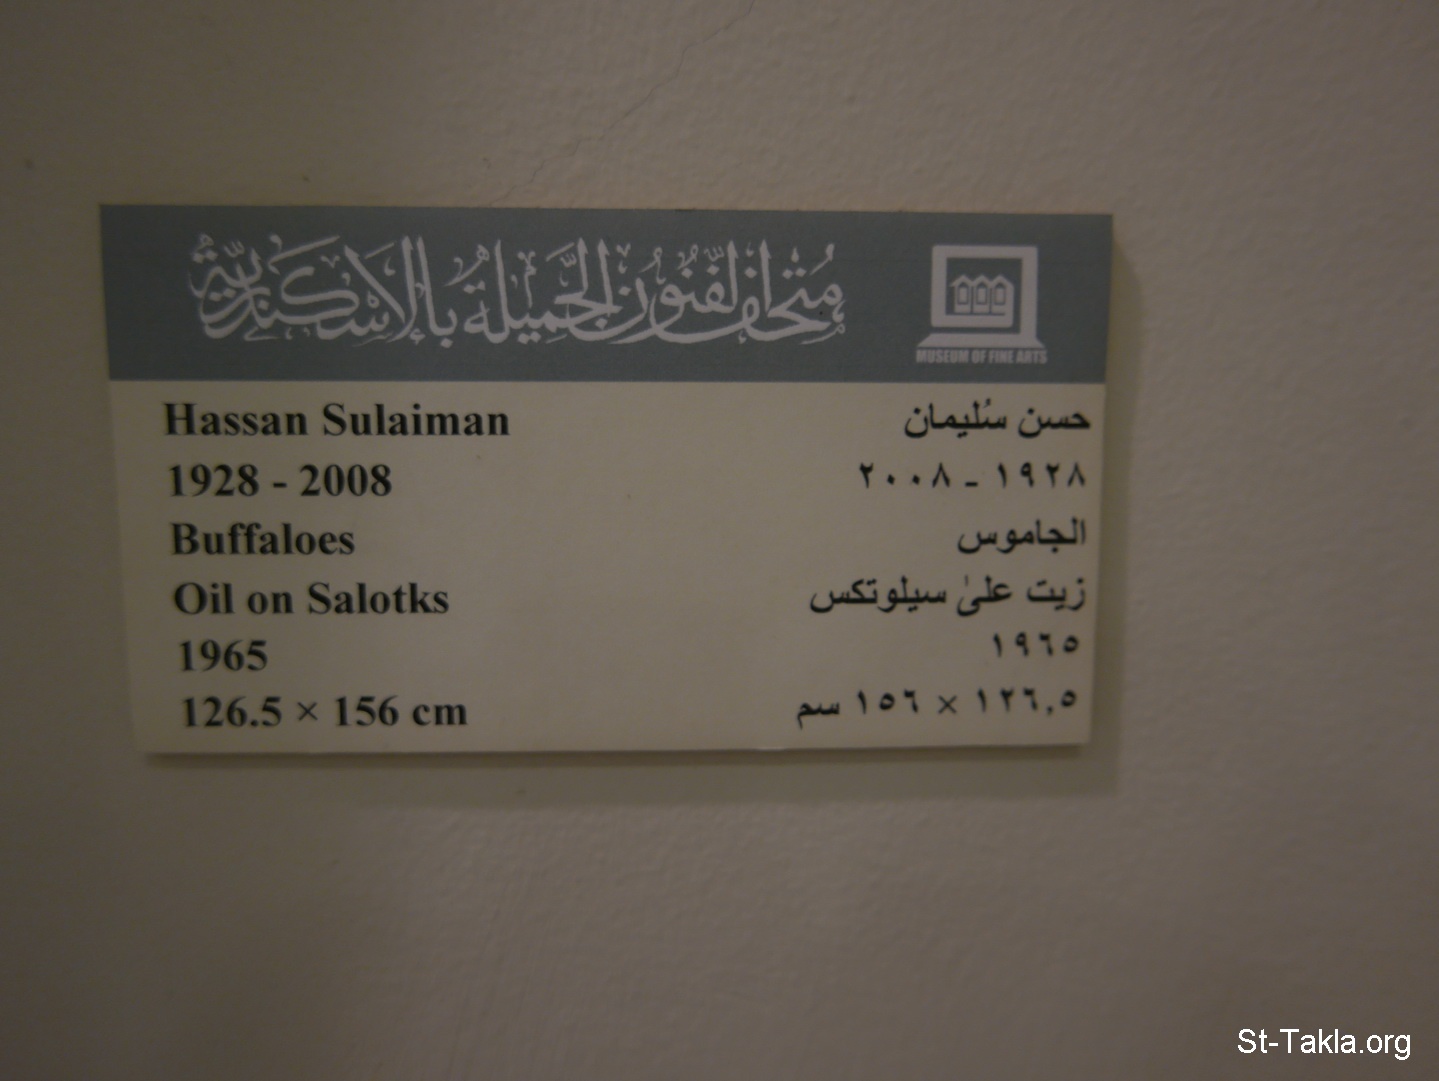 متحف الفنون الجميلة بالاسكندرية
MUSEUM OF FINE ARTS
Hassan Sulaiman
1928 - 2008
Buffaloes
Oil on Salotks
1965
126.5 × 156 cm
حسن سُليمان
١٩٢٨ - ٢٠٠٨
الجاموس
زيت علىٰ سيلوتكس
١٩٦٥
١٢٦,٥ × ١٥٦ سم
St-Takla.org